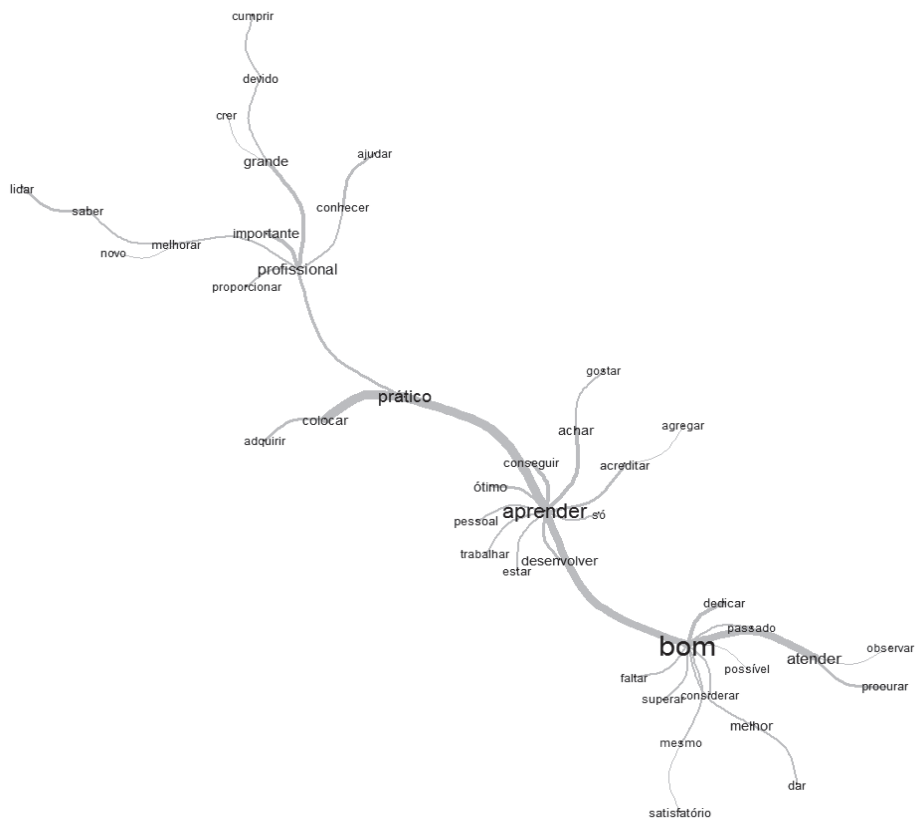 cumprir
devido
crer
ajudar
grande
lidar
conhecer
saber
importante
melhorar
novo
profissional
proporcionar
gostar
prático
colocar
agregar
achar
adquirir
conseguir
acreditar
ótimo
aprender
só
pessoal
trabalhar
desenvolver
estar
dedicar
passado
bom
observar
atender
possível
faltar
procurar
considerar
superar
melhor
mesmo
dar
satisfatório